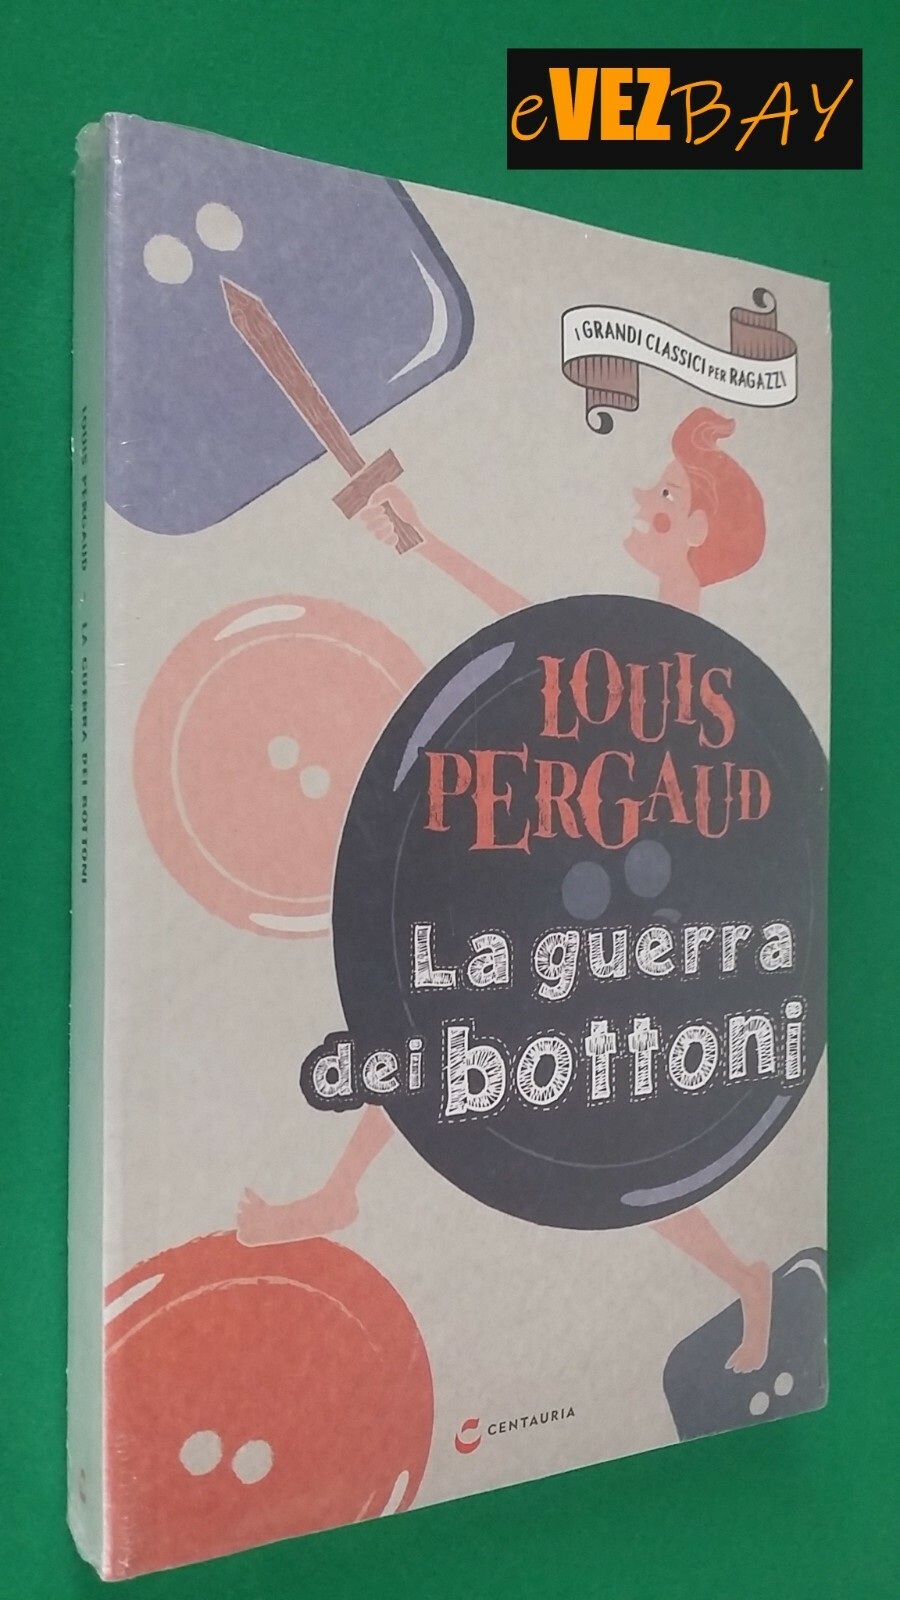 eVEZBAY
I GRANDI CLASSICI PER RAGAZZI
LOUIS
PERGAUD
La guerra
dei bottoni
CENTAURIA
LOUIS PERGAUD - LA GUERRA DEI BOTTONI